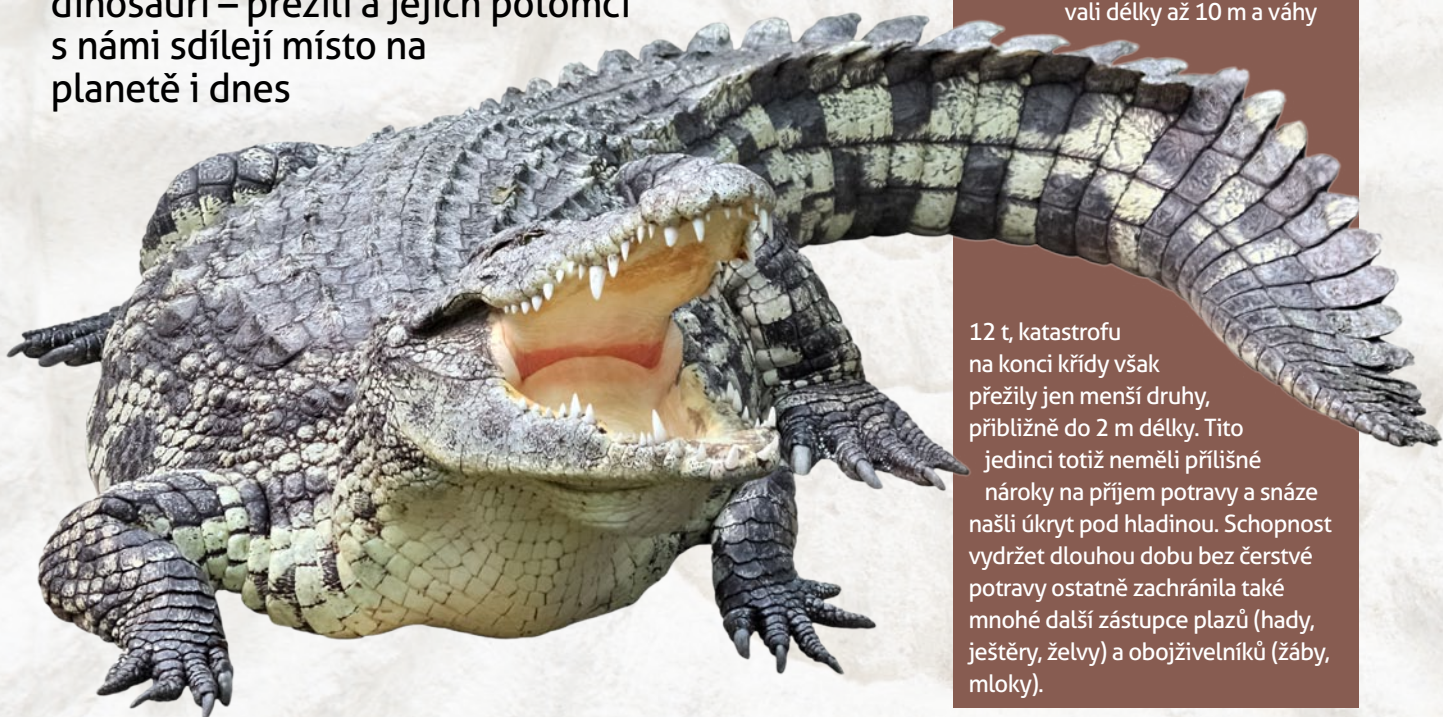 dinosauři – přežili a jejich potomci
s námi sdílejí místo na
planetě i dnes
vali délky až 10 m a váhy
12 t, katastrofu
na konci křídy však
přežily jen menší druhy,
přibližně do 2 m délky. Tito
jedinci totiž neměli přílišné
nároky na příjem potravy a snáze
našli úkryt pod hladinou. Schopnost
vydržet dlouhou dobu bez čerstvé
potravy ostatně zachránila také
mnohé další zástupce plazů (hady,
ještěry, želvy) a obojživelníků (žáby,
mloky).